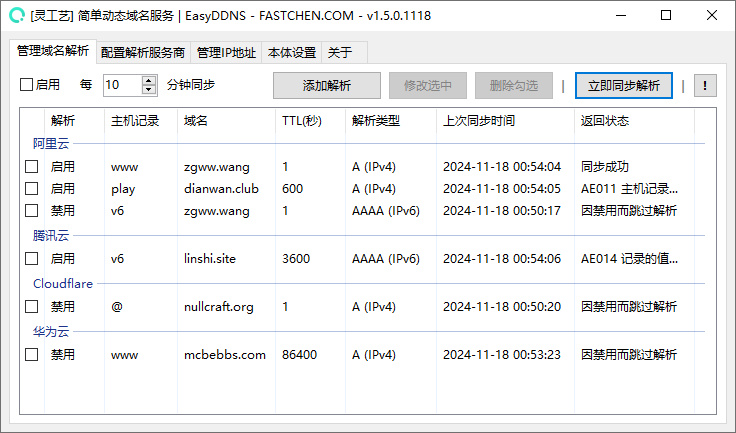 [灵工艺] 简单动态域名服务 | EasyDDNS - FASTCHEN.COM - v1.5.0.1118
管理域名解析 配置解析服务商 管理IP地址 本体设置 关于
启用 每 10 分钟同步 添加解析 修改选中 删除勾选 | 立即同步解析 | !
解析 主机记录 域名 TTL(秒) 解析类型 上次同步时间 返回状态
阿里云
启用 www zgww.wang 1 A (IPv4) 2024-11-18 00:54:04 同步成功
启用 play dianwan.club 600 A (IPv4) 2024-11-18 00:54:05 AE011 主机记录...
禁用 v6 zgww.wang 1 AAAA (IPv6) 2024-11-18 00:50:17 因禁用而跳过解析
腾讯云
启用 v6 linshi.site 3600 AAAA (IPv6) 2024-11-18 00:54:06 AE014 记录的值...
Cloudflare
禁用 @ nullcraft.org 1 A (IPv4) 2024-11-18 00:50:20 因禁用而跳过解析
华为云
禁用 www mcbebbs.com 86400 A (IPv4) 2024-11-18 00:53:23 因禁用而跳过解析